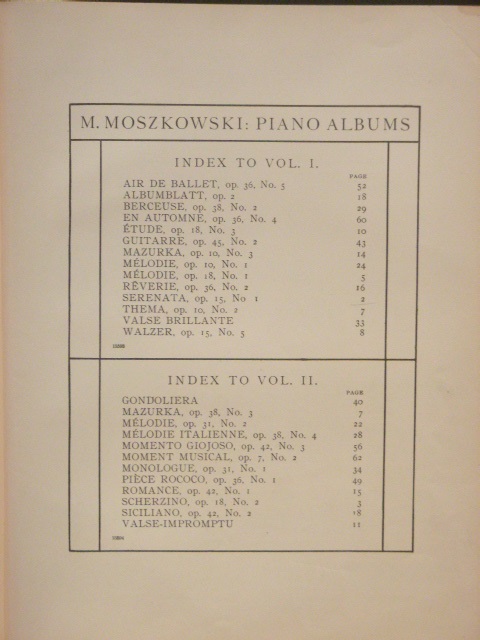 M. MOSZKOWSKI: PIANO ALBUMS
INDEX TO VOL. I.
PAGE
AIR DE BALLET, op. 36, No. 5 52
ALBUMBLATT, op. 2 18
BERCEUSE, op. 38, No. 2 29
EN AUTOMNE, op. 36, No. 4 60
ÉTUDE, op. 18, No. 3 10
GUITARRE, op. 45, No. 2 43
MAZURKA, op. 10, No. 3 14
MÉLODIE, op. 10, No. 1 24
MÉLODIE, op. 18, No. 1 5
RÊVERIE, op. 36, No. 2 16
SERENATA, op. 15, No 1 2
THEMA, op. 10, No. 2 7
VALSE BRILLANTE 33
WALZER, op. 15, No. 5 8
INDEX TO VOL. II.
PAGE
GONDOLIERA 40
MAZURKA, op. 38, No. 3 7
MÉLODIE, op. 31, No. 2 22
MÉLODIE ITALIENNE, op. 38, No. 4 28
MOMENTO GIOJOSO, op. 42, No. 3 56
MOMENT MUSICAL, op. 7, No. 2 62
MONOLOGUE, op. 31, No. 1 34
PIÈCE ROCOCO, op. 36, No. 1 49
ROMANCE, op. 42, No. 1 15
SCHERZINO, op. 18, No. 2 3
SICILIANO, op. 42, No. 2 18
VALSE-IMPROMPTU 11